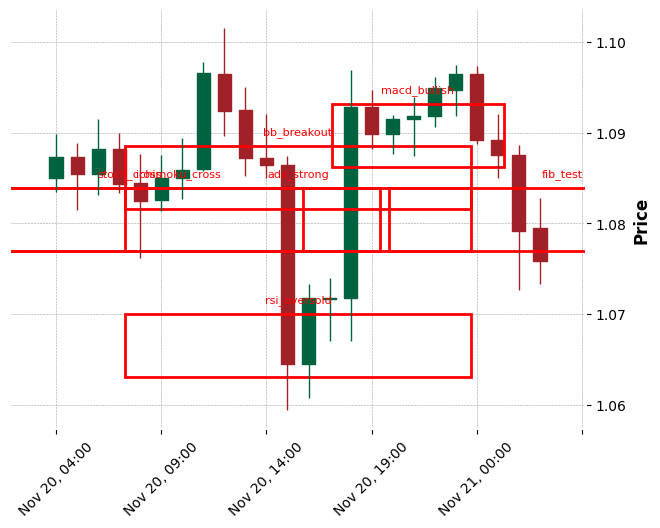 1.10
macd_bullish
1.09
bb_breakout
adx_strong
fib_test
1.08
Price
rsi_oversold
1.07
1.06
Nov 20, 04:00
Nov 20, 09:00
Nov 20, 14:00
Nov 20, 19:00
Nov 21, 00:00